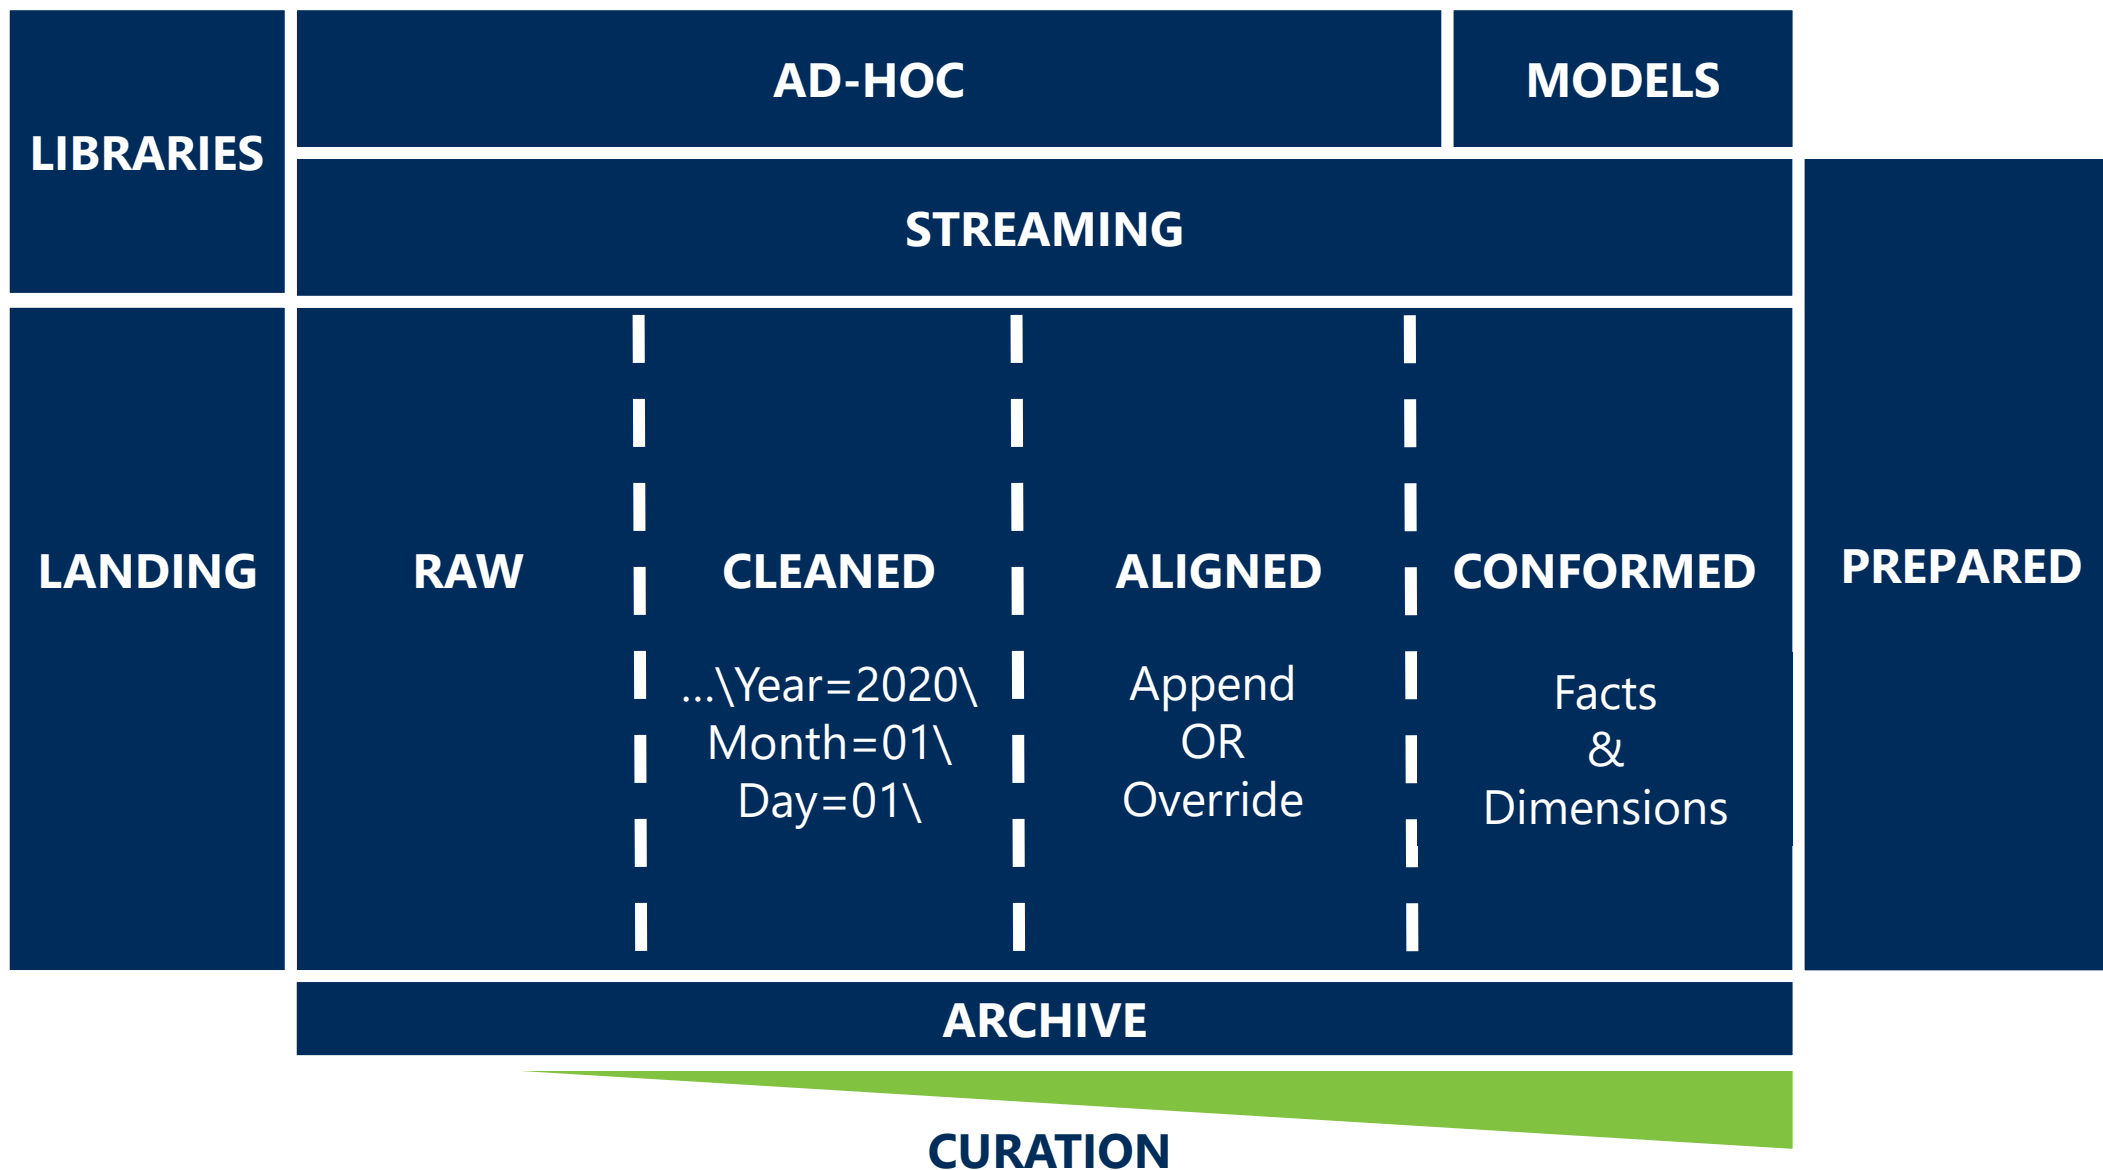 LIBRARIES
AD-HOC
MODELS
STREAMING
LANDING
RAW
CLEANED
...\Year=2020\
Month=01\
Day=01\
ALIGNED
Append
OR
Override
CONFORMED
Facts
&
Dimensions
PREPARED
ARCHIVE
CURATION